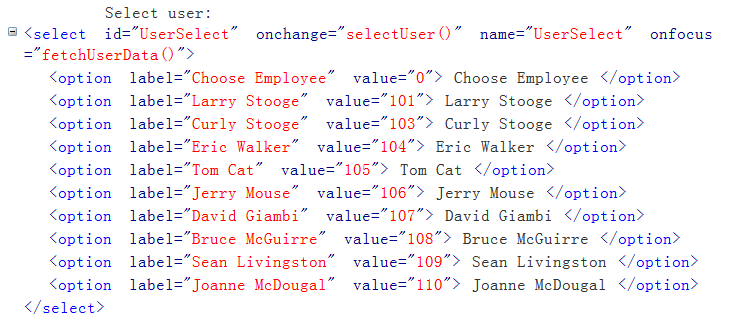 Select user:
<select id="UserSelect" onchange="selectUser()" name="UserSelect" onfocus
="fetchUserData()">
<option label="Choose Employee" value="0"> Choose Employee </option>
<option label="Larry Stooge" value="101"> Larry Stooge </option>
<option label="Curly Stooge" value="103"> Curly Stooge </option>
<option label="Eric Walker" value="104"> Eric Walker </option>
<option label="Tom Cat" value="105"> Tom Cat </option>
<option label="Jerry Mouse" value="106"> Jerry Mouse </option>
<option label="David Giambi" value="107"> David Giambi </option>
<option label="Bruce McGuirre" value="108"> Bruce McGuirre </option>
<option label="Sean Livingston" value="109"> Sean Livingston </option>
<option label="Joanne McDougal" value="110"> Joanne McDougal </option>
</select>